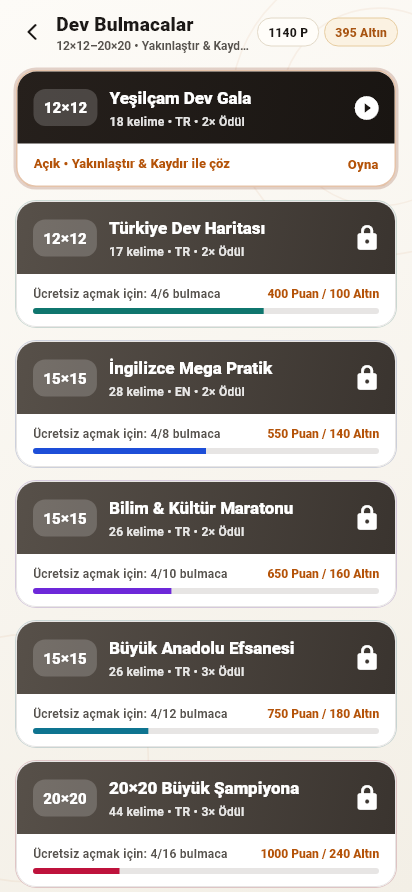 Dev Bulmacalar
12×12–20×20 • Yakınlaştır & Kayd...
1140 P
395 Altın
12×12
Yeşilçam Dev Gala
18 kelime • TR • 2× Ödül
Açık • Yakınlaştır & Kaydır ile çöz
Oyna
12×12
Türkiye Dev Haritası
17 kelime • TR • 2× Ödül
Ücretsiz açmak için: 4/6 bulmaca
400 Puan / 100 Altın
15×15
İngilizce Mega Pratik
28 kelime • EN • 2× Ödül
Ücretsiz açmak için: 4/8 bulmaca
550 Puan / 140 Altın
15×15
Bilim & Kültür Maratonu
26 kelime • TR • 2× Ödül
Ücretsiz açmak için: 4/10 bulmaca
650 Puan / 160 Altın
15×15
Büyük Anadolu Efsanesi
26 kelime • TR • 3× Ödül
Ücretsiz açmak için: 4/12 bulmaca
750 Puan / 180 Altın
20×20
20×20 Büyük Şampiyona
44 kelime • TR • 3× Ödül
Ücretsiz açmak için: 4/16 bulmaca
1000 Puan / 240 Altın